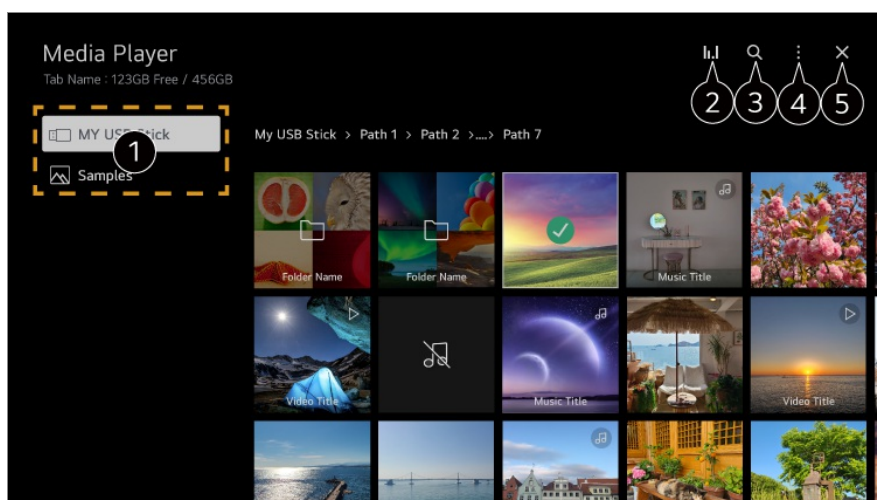 Media Player
Tab Name : 123GB Free / 456GB
2
3
4
5
MY USB Stick
1
Samples
My USB Stick > Path 1 > Path 2 >....> Path 7
Folder Name
Folder Name
Music Title
Video Title
Music Title
Video Title